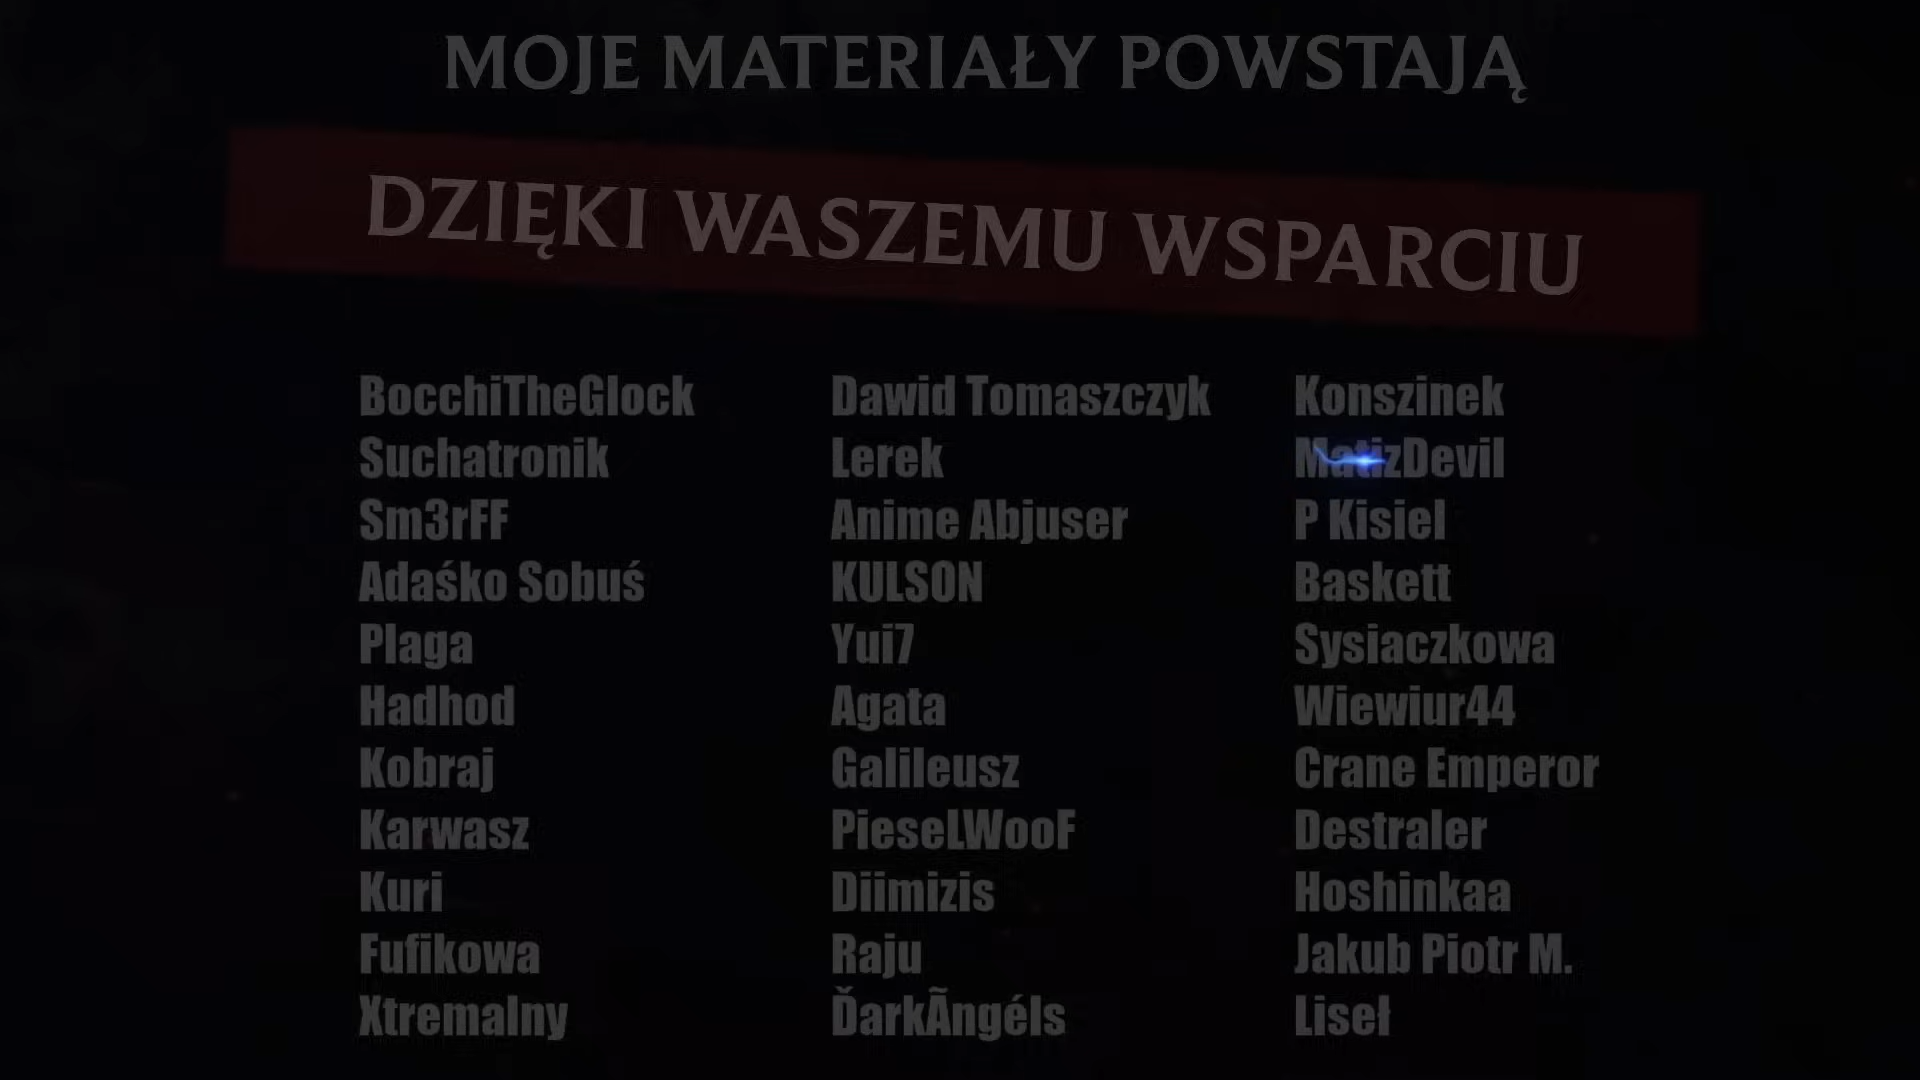 MOJE MATERIAŁY POWSTAJĄ
DZIĘKI WASZEMU WSPARCIU
BocchiTheGlock
Suchatronik
Sm3rFF
Adaśko Sobuś
Plaga
Hadhod
Kobraj
Karwasz
Kuri
Fufikowa
Xtremalny
Dawid Tomaszczyk
Lerek
Anime Abjuser
KULSON
Yui7
Agata
Galileusz
PieseLWooF
Diimizis
Raju
ĎarkÃngéls
Konszinek
MatizDevil
P Kisiel
Baskett
Sysiaczkowa
Wiewiur44
Crane Emperor
Destraler
Hoshinkaa
Jakub Piotr M.
Liseł